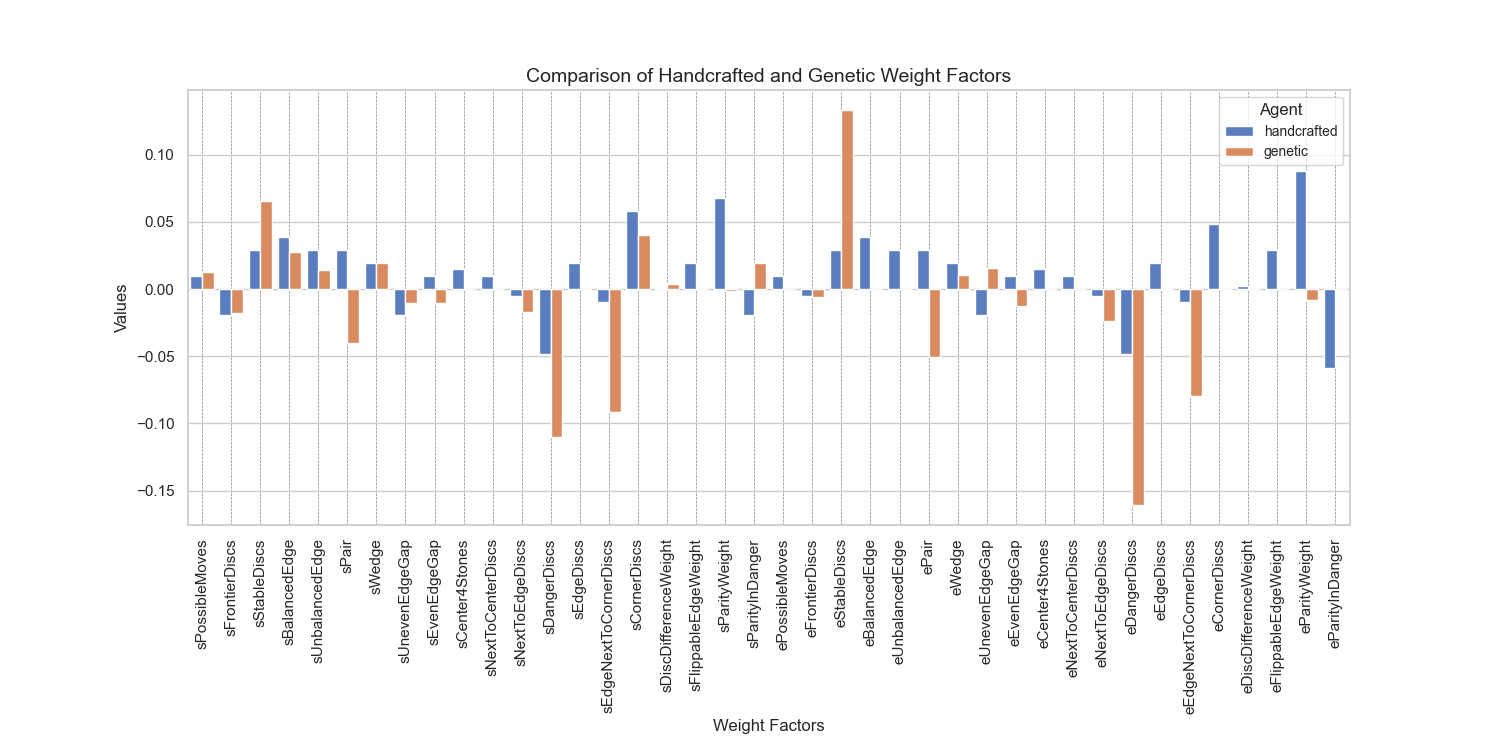 Comparison of Handcrafted and Genetic Weight Factors
Agent
handcrafted
genetic
Values
0.10
0.05
0.00
−0.05
−0.10
−0.15
sPossibleMoves
sFrontierDiscs
sStableDiscs
sBalancedEdge
sUnbalancedEdge
sPair
sWedge
sUnevenEdgeGap
sEvenEdgeGap
sCenter4Stones
sNextToCenterDiscs
sNextToEdgeDiscs
sDangerDiscs
sEdgeDiscs
sEdgeNextToCornerDiscs
sCornerDiscs
sDiscDifferenceWeight
sFlippableEdgeWeight
sParityWeight
sParityInDanger
ePossibleMoves
eFrontierDiscs
eStableDiscs
eBalancedEdge
eUnbalancedEdge
ePair
eWedge
eUnevenEdgeGap
eEvenEdgeGap
eCenter4Stones
eNextToCenterDiscs
eNextToEdgeDiscs
eDangerDiscs
eEdgeDiscs
eEdgeNextToCornerDiscs
eCornerDiscs
eDiscDifferenceWeight
eFlippableEdgeWeight
eParityWeight
eParityInDanger
Weight Factors